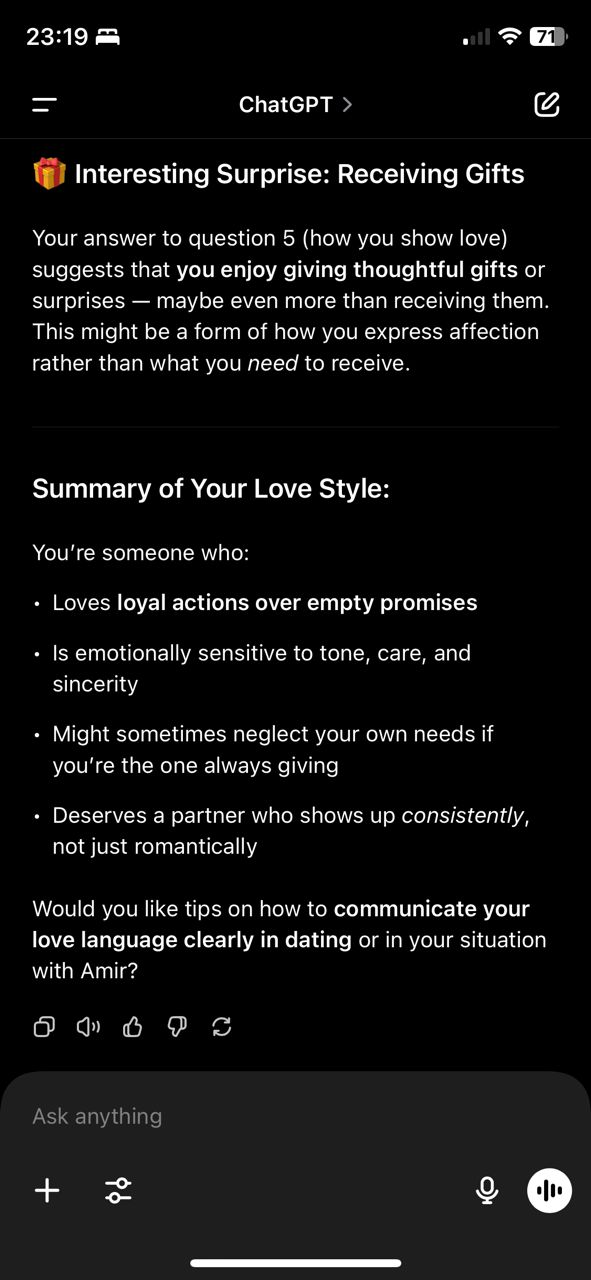 23:19
71
ChatGPT >
🎁 Interesting Surprise: Receiving Gifts
Your answer to question 5 (how you show love)
suggests that you enjoy giving thoughtful gifts or
surprises — maybe even more than receiving them.
This might be a form of how you express affection
rather than what you need to receive.
Summary of Your Love Style:
You’re someone who:
• Loves loyal actions over empty promises
• Is emotionally sensitive to tone, care, and
sincerity
• Might sometimes neglect your own needs if
you’re the one always giving
• Deserves a partner who shows up consistently,
not just romantically
Would you like tips on how to communicate your
love language clearly in dating or in your situation
with Amir?
Ask anything